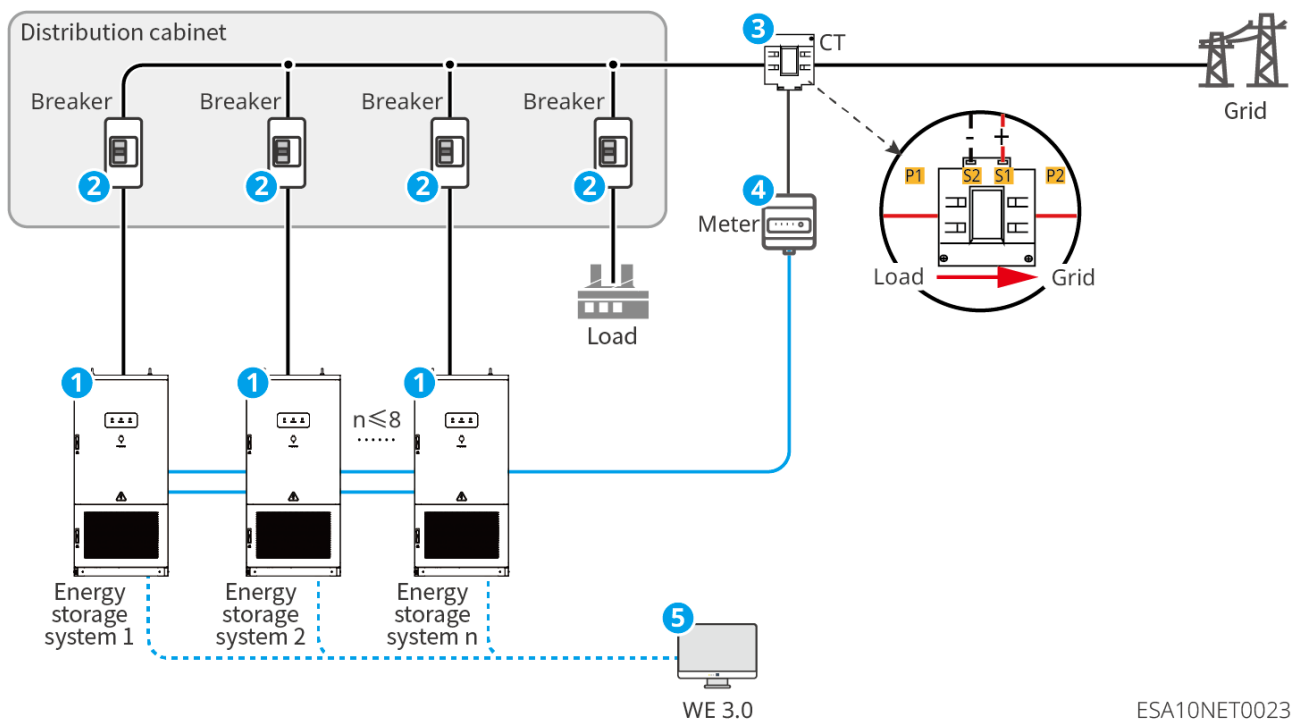 Distribution cabinet
3
CT
Grid
Breaker
Breaker
Breaker
Breaker
2
2
2
2
- +
P1 S2 S1 P2
4
Meter
Load Grid
Load
1
1
1
n≤8
......
Energy
storage
system 1
Energy
storage
system 2
Energy
storage
system n
5
WE 3.0
ESA10NET0023